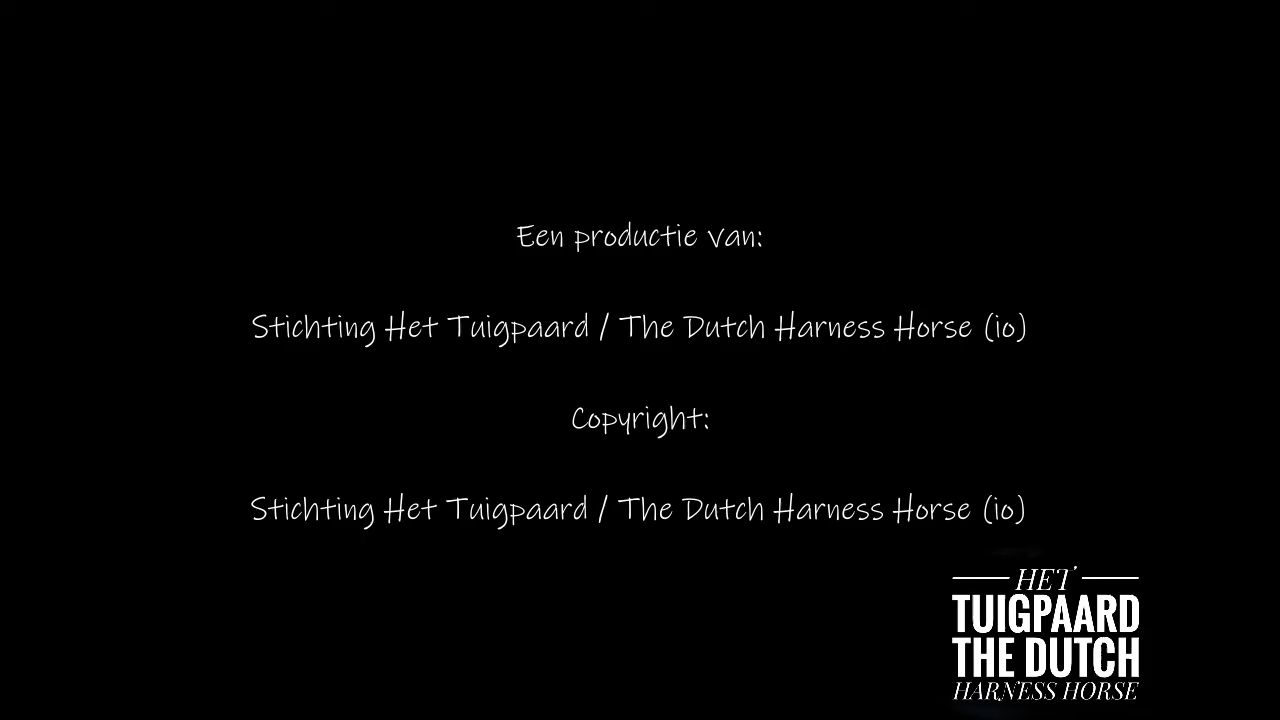 Een productie van:
Stichting Het Tuigpaard / The Dutch Harness Horse (io)
Copyright:
Stichting Het Tuigpaard / The Dutch Harness Horse (io)
HET
TUIGPAARD
THE DUTCH
HARNESS HORSE